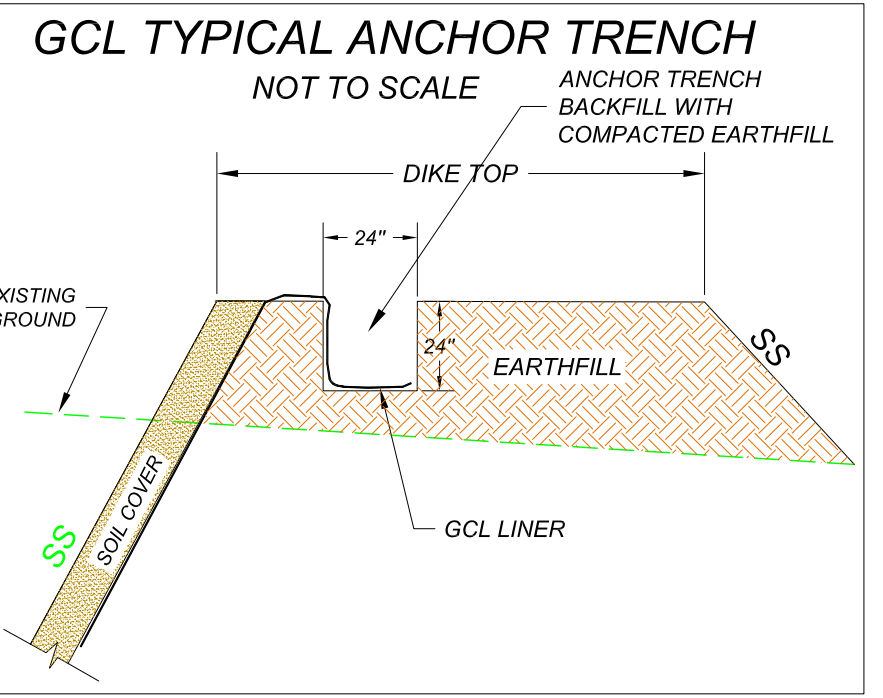 GCL TYPICAL ANCHOR TRENCH
NOT TO SCALE
ANCHOR TRENCH
BACKFILL WITH
COMPACTED EARTHFILL
DIKE TOP
24"
XISTING
GROUND
24"
SS
EARTHFILL
SOIL COVER
SS
GCL LINER